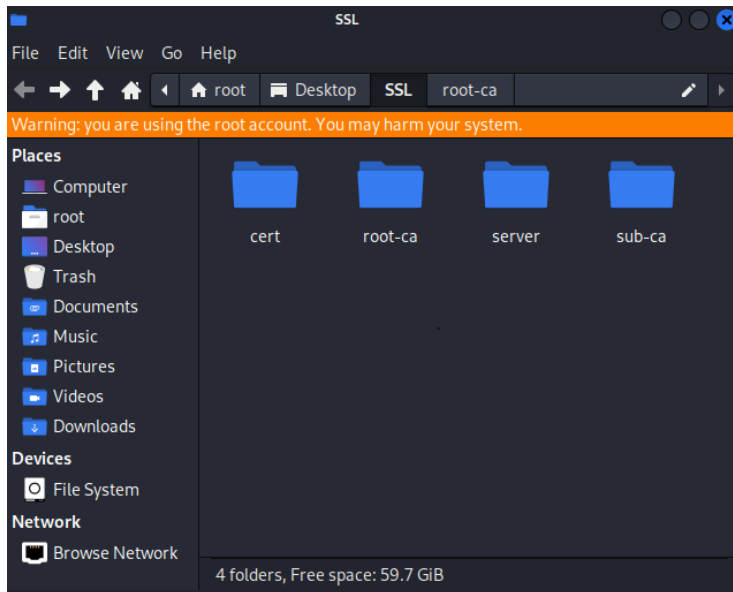 SSL
File Edit View Go Help
root Desktop SSL root-ca
Warning: you are using the root account. You may harm your system.
Places
Computer
root
Desktop
Trash
Documents
Music
Pictures
Videos
Downloads
Devices
File System
Network
Browse Network
cert root-ca server sub-ca
4 folders, Free space: 59.7 GiB